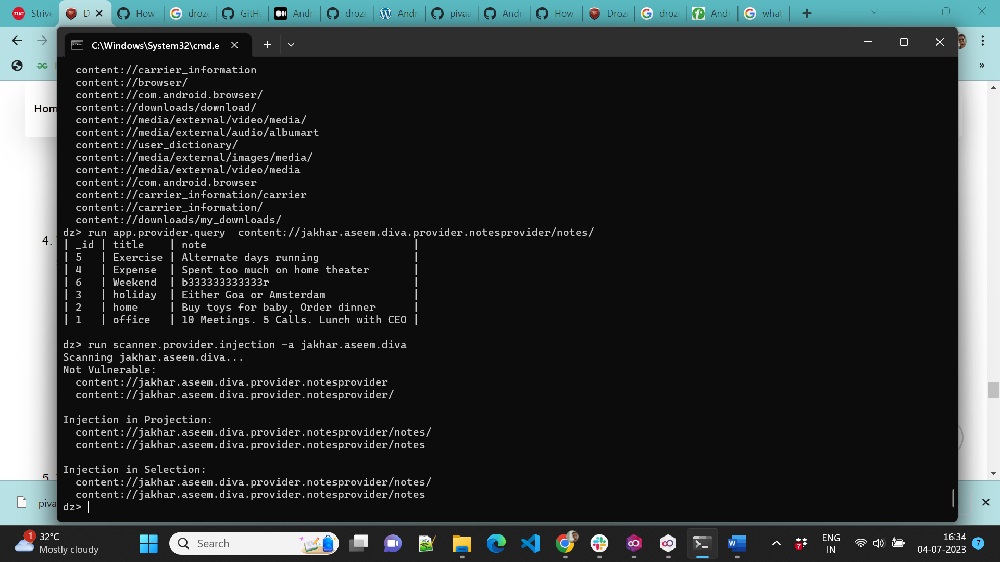 Strive
D
How
droze
GitHu
Andr
droze
Andr
pivaa
Andr
How
Droze
droze
Andr
what
C:\Windows\System32\cmd.e
Hom
4.
5.
content://carrier_information
content://browser/
content://com.android.browser/
content://downloads/download/
content://media/external/video/media/
content://media/external/audio/albumart
content://user_dictionary/
content://media/external/images/media/
content://media/external/video/media
content://com.android.browser
content://carrier_information/carrier
content://carrier_information/
content://downloads/my_downloads/
dz> run app.provider.query  content://jakhar.aseem.diva.provider.notesprovider/notes/
| _id | title    | note                                 |
| 5   | Exercise | Alternate days running               |
| 4   | Expense  | Spent too much on home theater       |
| 6   | Weekend  | b333333333333r                       |
| 3   | holiday  | Either Goa or Amsterdam              |
| 2   | home     | Buy toys for baby, Order dinner      |
| 1   | office   | 10 Meetings. 5 Calls. Lunch with CEO |
dz> run scanner.provider.injection -a jakhar.aseem.diva
Scanning jakhar.aseem.diva...
Not Vulnerable:
content://jakhar.aseem.diva.provider.notesprovider
content://jakhar.aseem.diva.provider.notesprovider/
Injection in Projection:
content://jakhar.aseem.diva.provider.notesprovider/notes/
content://jakhar.aseem.diva.provider.notesprovider/notes
Injection in Selection:
content://jakhar.aseem.diva.provider.notesprovider/notes/
content://jakhar.aseem.diva.provider.notesprovider/notes
dz>
piva
1
32°C
Mostly cloudy
Search
7
ENG
IN
16:34
04-07-2023
7